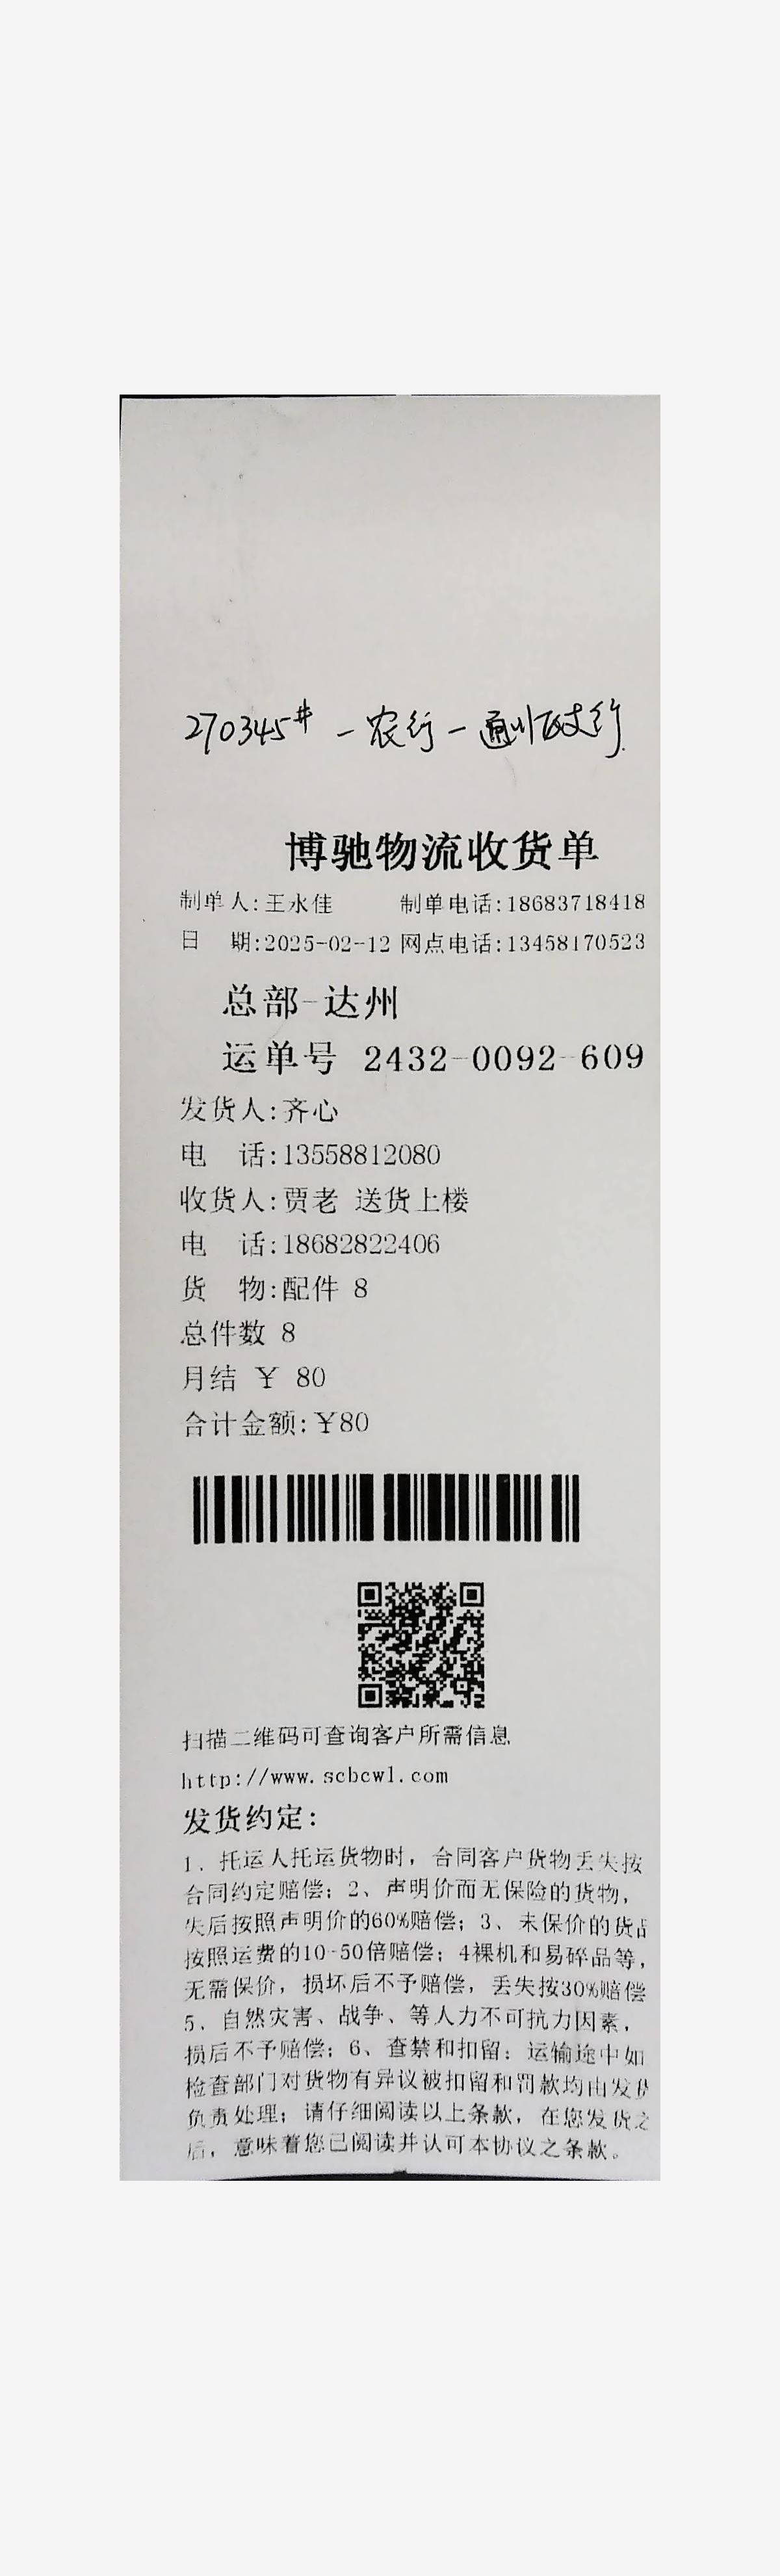 270345# - 农行 - 通川区支行.
博驰物流收货单
制单人:王永佳 制单电话:18683718418
日 期:2025-02-12 网点电话:13458170523
总部-达州
运单号 2432-0092-609
发货人:齐心
电 话:13558812080
收货人:贾老 送货上楼
电 话:18682822406
货 物:配件 8
总件数 8
月结 ¥ 80
合计金额:¥80
扫描二维码可查询客户所需信息
http://www.scbcwl.com
发货约定:
1、托运人托运货物时，合同客户货物丢失按
合同约定赔偿；2、声明价而无保险的货物，
失后按照声明价的60%赔偿；3、未保价的货品
按照运费的10-50倍赔偿；4裸机和易碎品等，
无需保价，损坏后不予赔偿，丢失按30%赔偿
5、自然灾害、战争、等人力不可抗力因素，
损后不予赔偿；6、查禁和扣留：运输途中如
检查部门对货物有异议被扣留和罚款均由发货
负责处理；请仔细阅读以上条款，在您发货之
后，意味着您已阅读并认可本协议之条款。